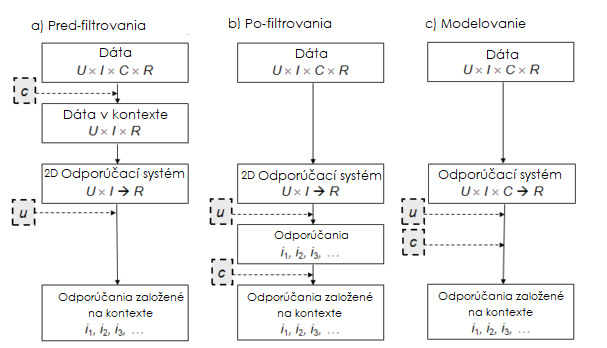 a) Pred-filtrovania
Dáta
U × I × C × R
c
Dáta v kontexte
U × I × R
2D Odporúčací systém
U × I → R
u
Odporúčania založené
na kontexte
i1, i2, i3, ...
b) Po-filtrovania
Dáta
U × I × C × R
2D Odporúčací systém
U × I → R
u
Odporúčania
i1, i2, i3, ...
c
Odporúčania založené
na kontexte
i1, i2, i3, ...
c) Modelovanie
Dáta
U × I × C × R
Odporúčací systém
U × I × C → R
u
c
Odporúčania založené
na kontexte
i1, i2, i3, ...